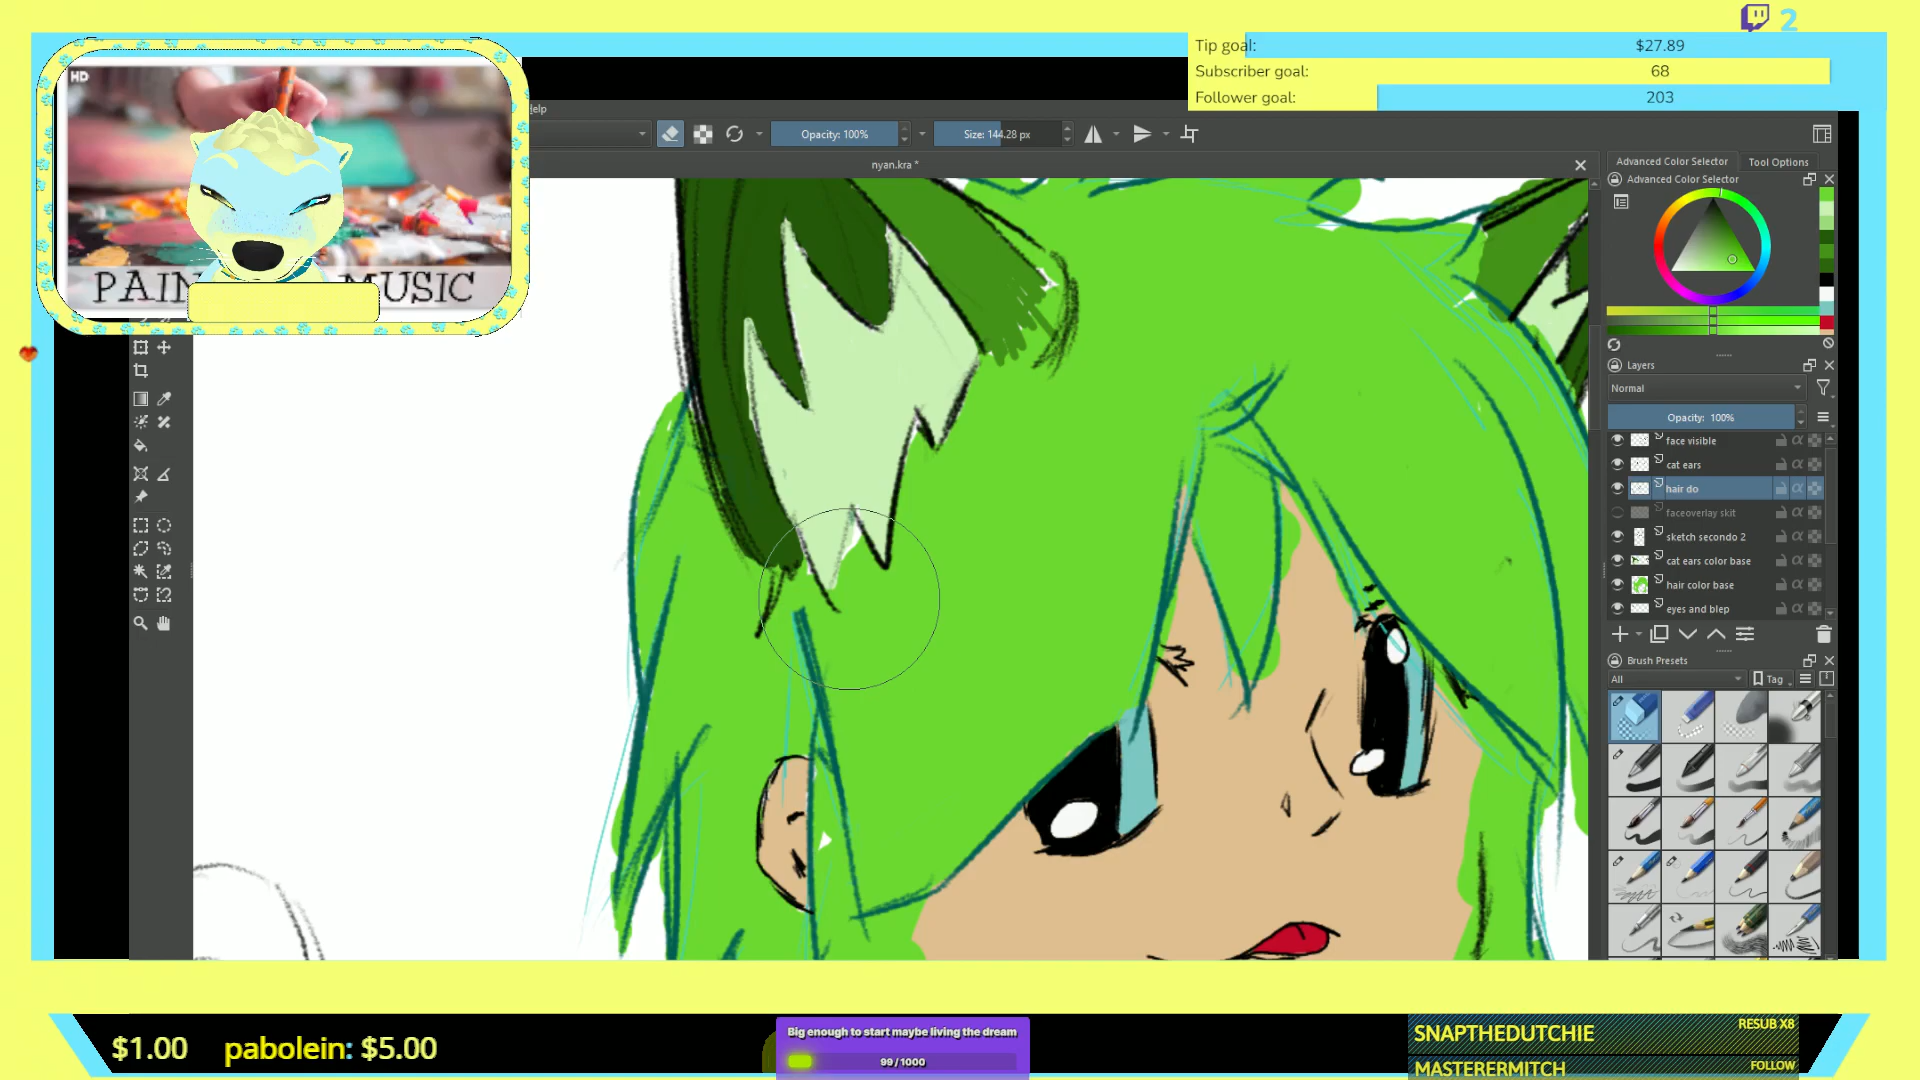 2
Tip goal:
$27.89
Subscriber goal:
68
Follower goal:
203
HD
MUSIC
Opacity: 100%
Size: 144.28 px
nyan.kra *
Advanced Color Selector
Tool Options
Advanced Color Selector
Layers
Normal
Opacity: 100%
face visible
cat ears
hair do
faceoverlay skit
sketch secondo 2
cat ears color base
hair color base
eyes and blep
Brush Presets
All
Tag
$1.00
pabolein: $5.00
Big enough to start maybe living the dream
99 / 1000
SNAPTHEDUTCHIE
RESUB X8
MASTERERMITCH
FOLLOW